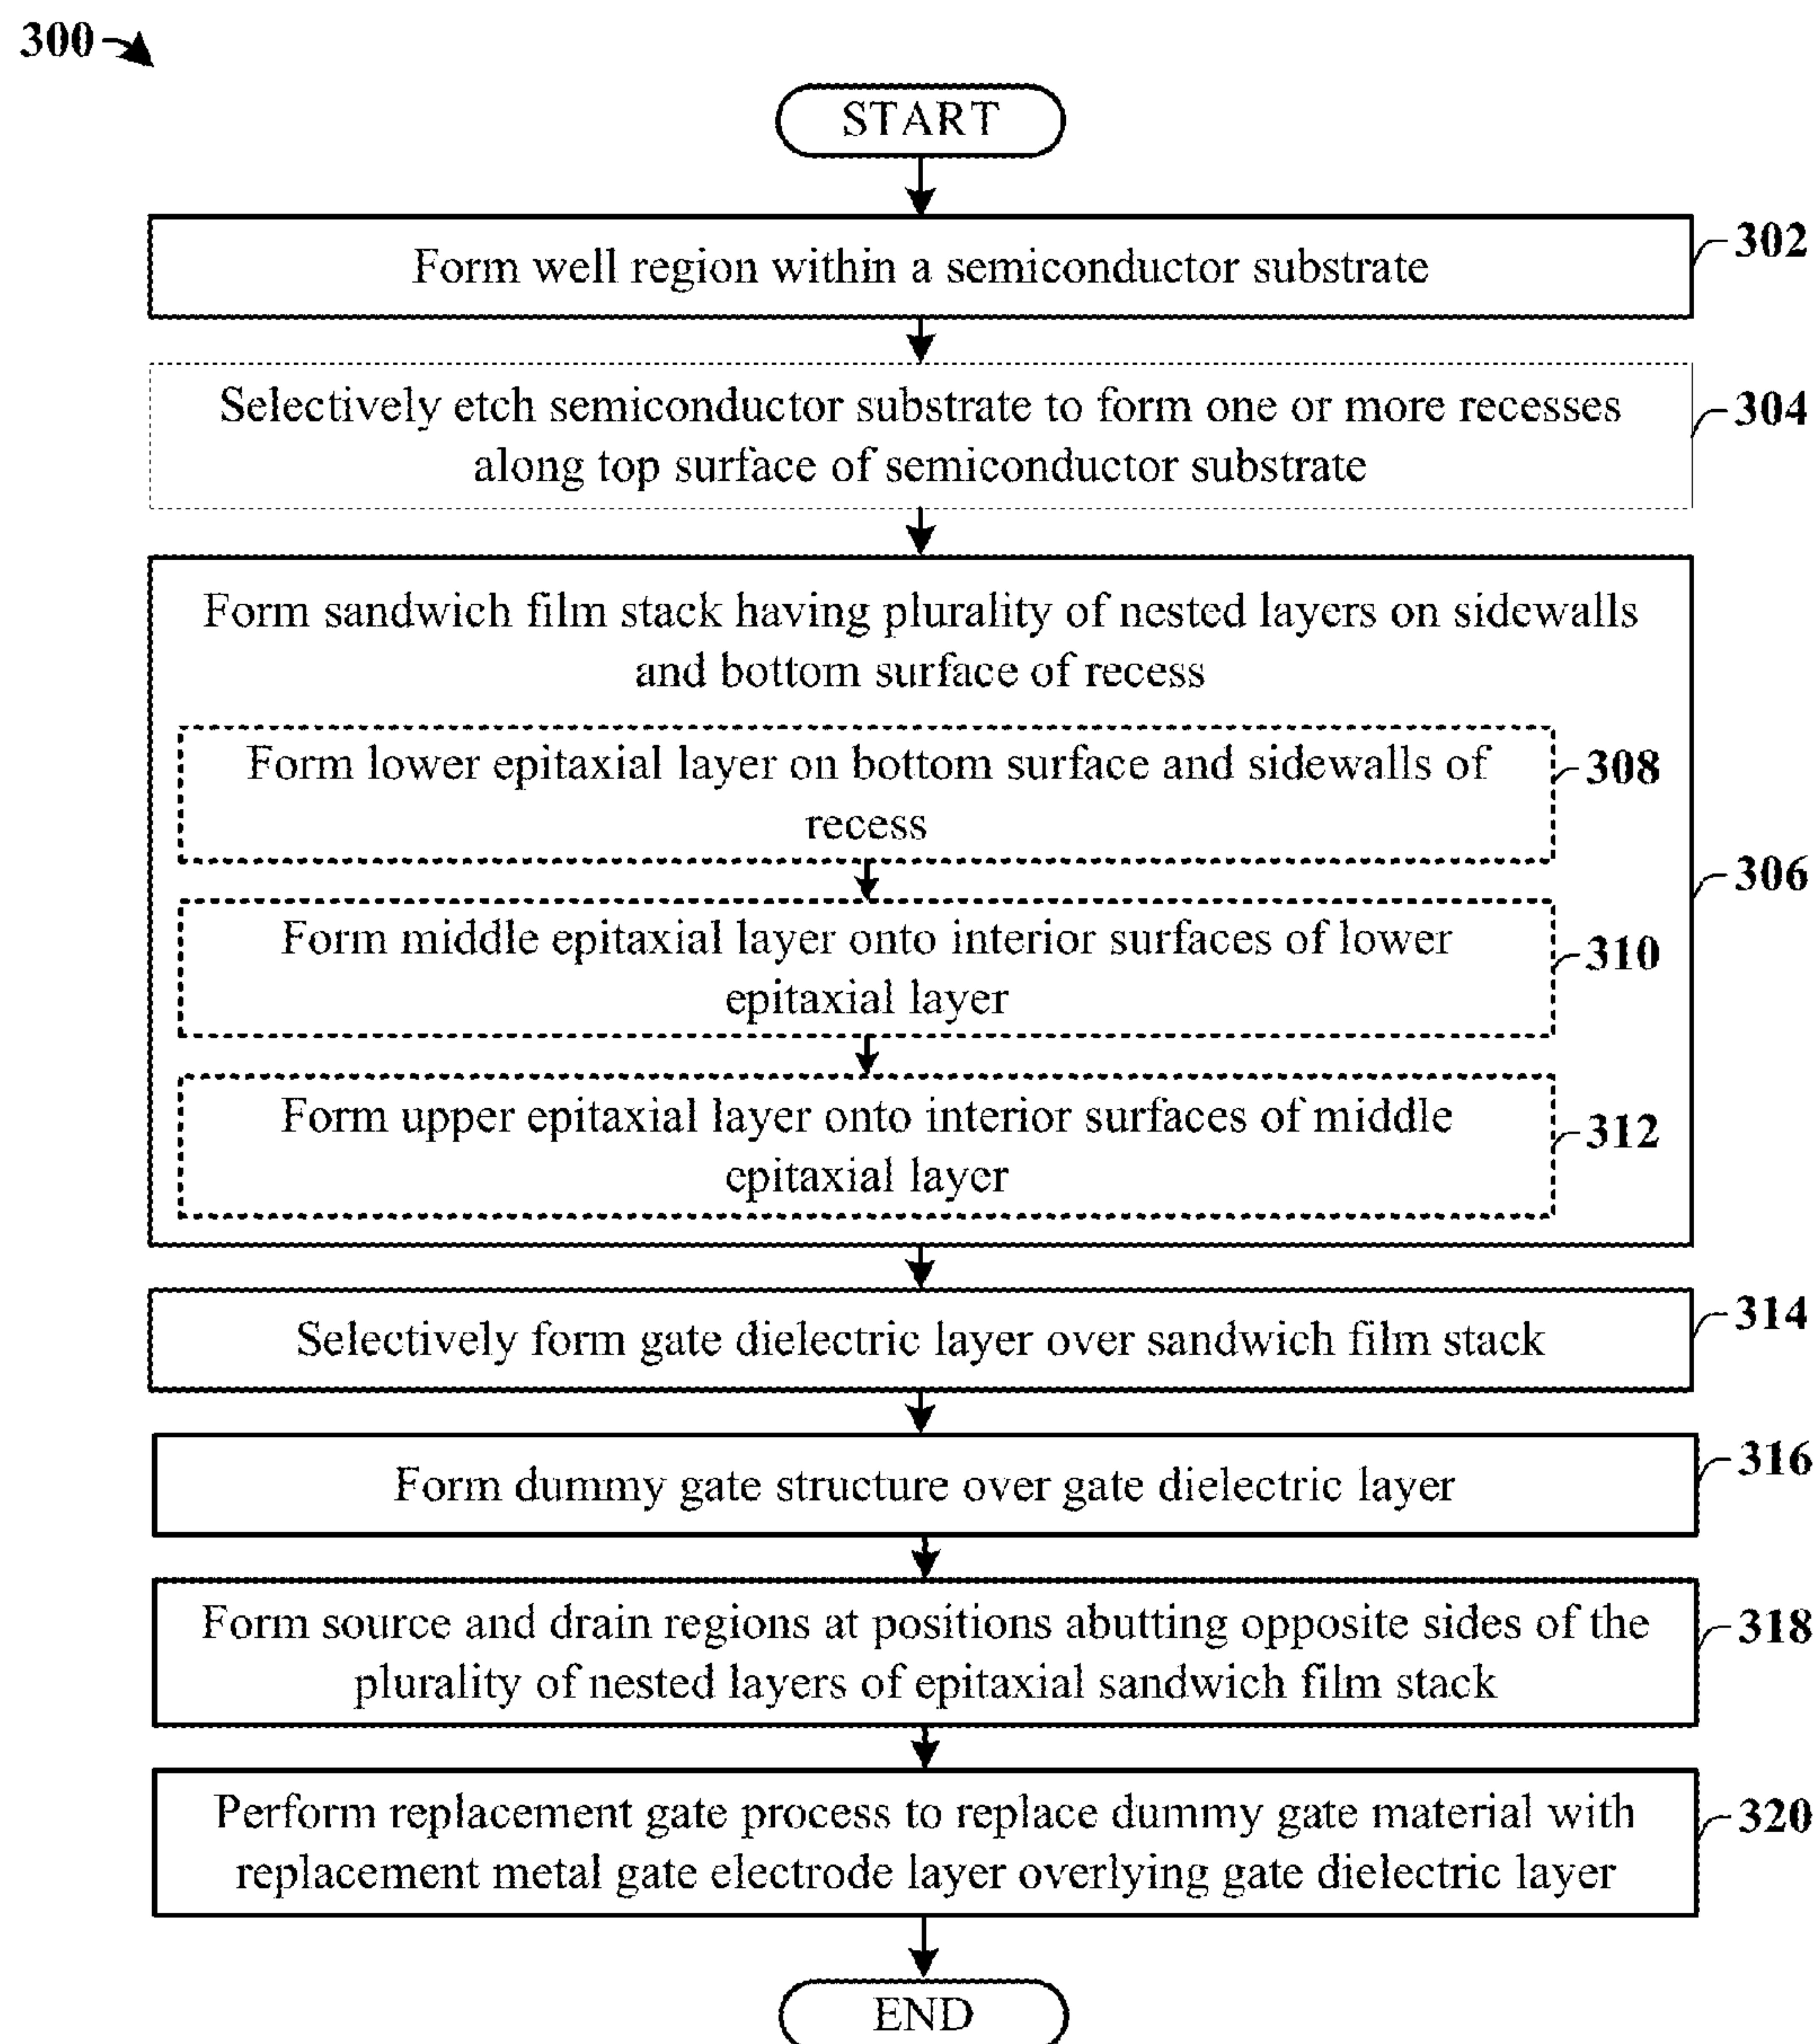 300
START
Form well region within a semiconductor substrate
302
Selectively etch semiconductor substrate to form one or more recesses
along top surface of semiconductor substrate
304
Form sandwich film stack having plurality of nested layers on sidewalls
and bottom surface of recess
306
Form lower epitaxial layer on bottom surface and sidewalls of
recess
308
Form middle epitaxial layer onto interior surfaces of lower
epitaxial layer
310
Form upper epitaxial layer onto interior surfaces of middle
epitaxial layer
312
Selectively form gate dielectric layer over sandwich film stack
314
Form dummy gate structure over gate dielectric layer
316
Form source and drain regions at positions abutting opposite sides of the
plurality of nested layers of epitaxial sandwich film stack
318
Perform replacement gate process to replace dummy gate material with
replacement metal gate electrode layer overlying gate dielectric layer
320
END